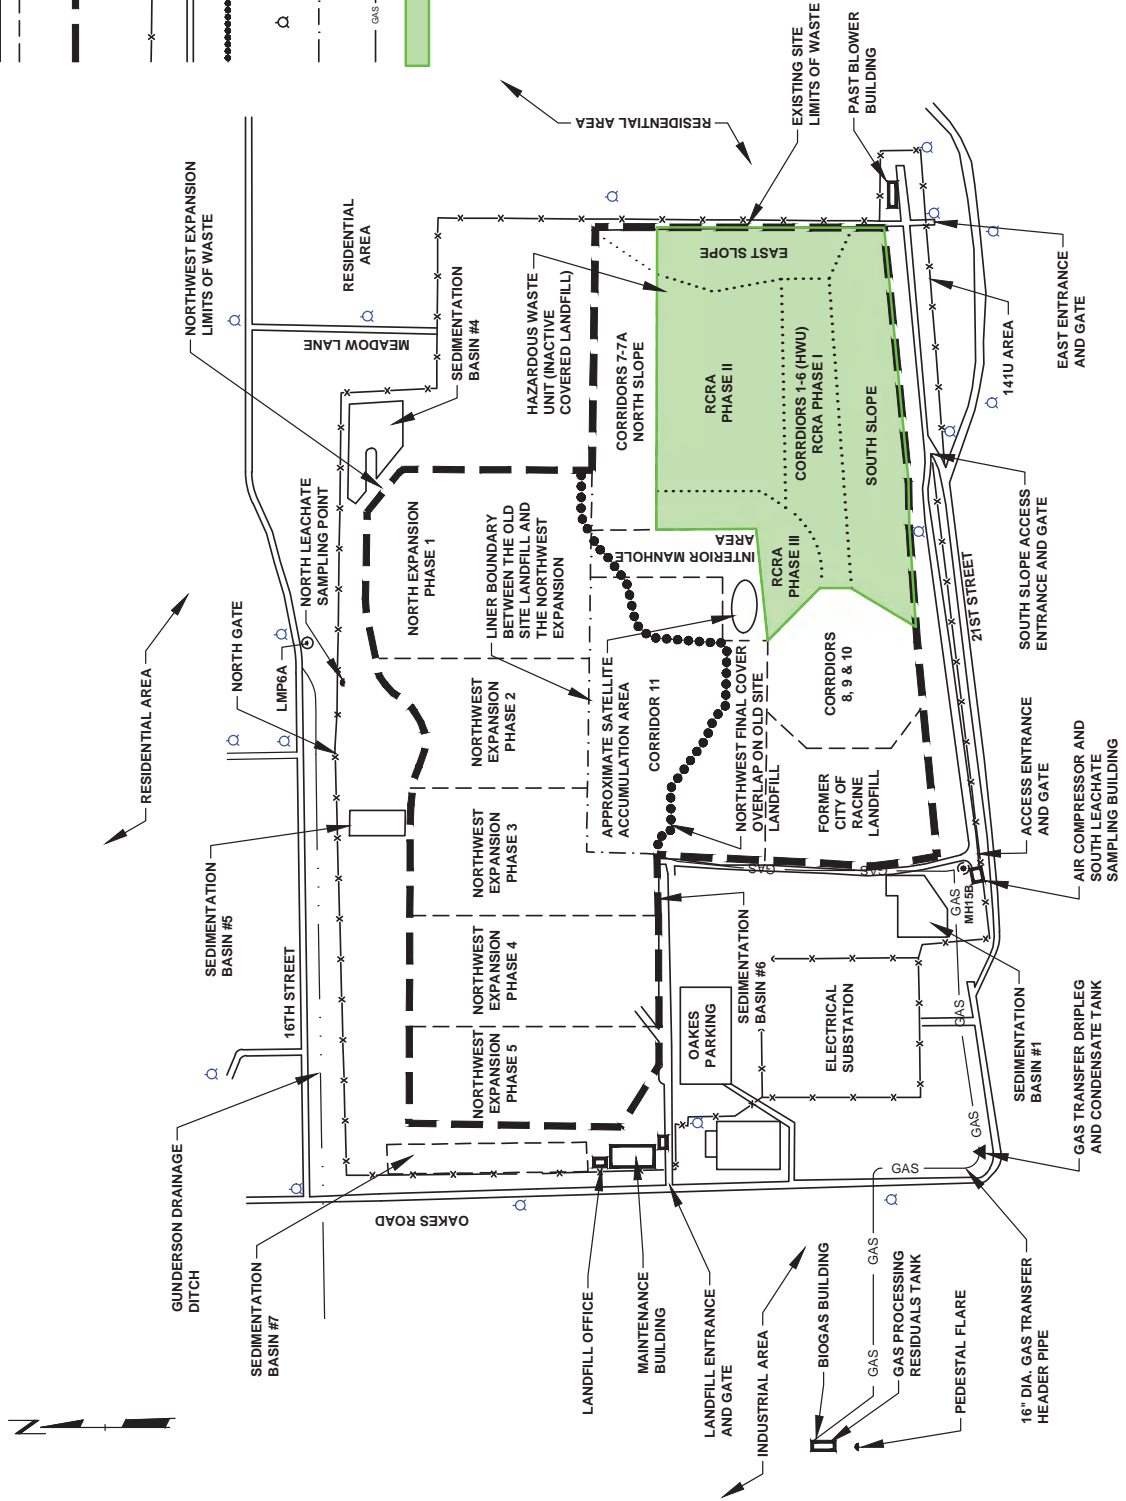 GAS
RESIDENTIAL AREA
EXISTING SITE
LIMITS OF WASTE
PAST BLOWER
BUILDING
NORTHWEST EXPANSION
LIMITS OF WASTE
RESIDENTIAL
AREA
MEADOW LANE
SEDIMENTATION
BASIN #4
HAZARDOUS WASTE
UNIT (INACTIVE
COVERED LANDFILL)
CORRIDORS 7-7A
NORTH SLOPE
EAST SLOPE
RCRA
PHASE II
CORRDIORS 1-6 (HWU)
RCRA PHASE I
SOUTH SLOPE
141U AREA
EAST ENTRANCE
AND GATE
RESIDENTIAL AREA
NORTH GATE
LMP6A
NORTH LEACHATE
SAMPLING POINT
NORTH EXPANSION
PHASE 1
LINER BOUNDARY
BETWEEN THE OLD
SITE LANDFILL AND
THE NORTHWEST
EXPANSION
INTERIOR MANHOLE
AREA
RCRA
PHASE III
21ST STREET
SOUTH SLOPE ACCESS
ENTRANCE AND GATE
NORTHWEST
EXPANSION
PHASE 2
APPROXIMATE SATELLITE
ACCUMULATION AREA
CORRIDOR 11
NORTHWEST FINAL COVER
OVERLAP ON OLD SITE
LANDFILL
CORRDIORS
8, 9 & 10
FORMER
CITY OF
RACINE
LANDFILL
ACCESS ENTRANCE
AND GATE
AIR COMPRESSOR AND
SOUTH LEACHATE
SAMPLING BUILDING
SEDIMENTATION
BASIN #5
NORTHWEST
EXPANSION
PHASE 3
GAS
GAS
GAS
MH15B
16TH STREET
NORTHWEST
EXPANSION
PHASE 4
SEDIMENTATION
BASIN #6
NORTHWEST
EXPANSION
PHASE 5
OAKES
PARKING
ELECTRICAL
SUBSTATION
GAS
SEDIMENTATION
BASIN #1
GAS TRANSFER DRIPLEG
AND CONDENSATE TANK
GAS
GAS
GUNDERSON DRAINAGE
DITCH
SEDIMENTATION
BASIN #7
OAKES ROAD
LANDFILL OFFICE
MAINTENANCE
BUILDING
LANDFILL ENTRANCE
AND GATE
INDUSTRIAL AREA
BIOGAS BUILDING
GAS
GAS
GAS PROCESSING
RESIDUALS TANK
PEDESTAL FLARE
16" DIA. GAS TRANSFER
HEADER PIPE
N